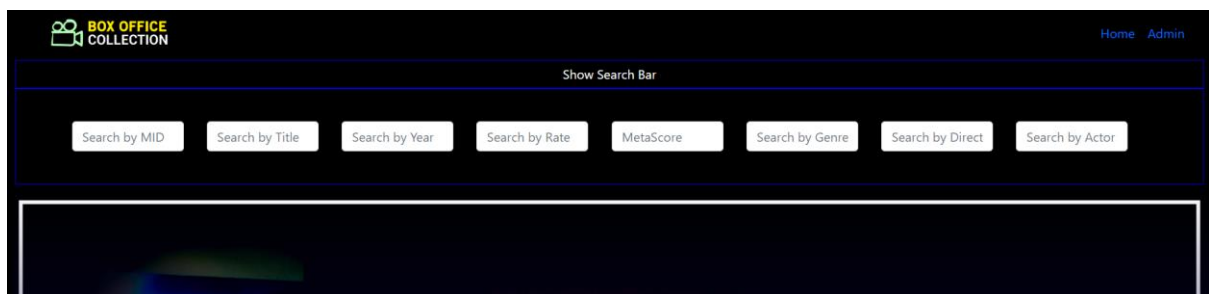 BOX OFFICE
COLLECTION
Home Admin
Show Search Bar
Search by MID Search by Title Search by Year Search by Rate MetaScore Search by Genre Search by Direct Search by Actor